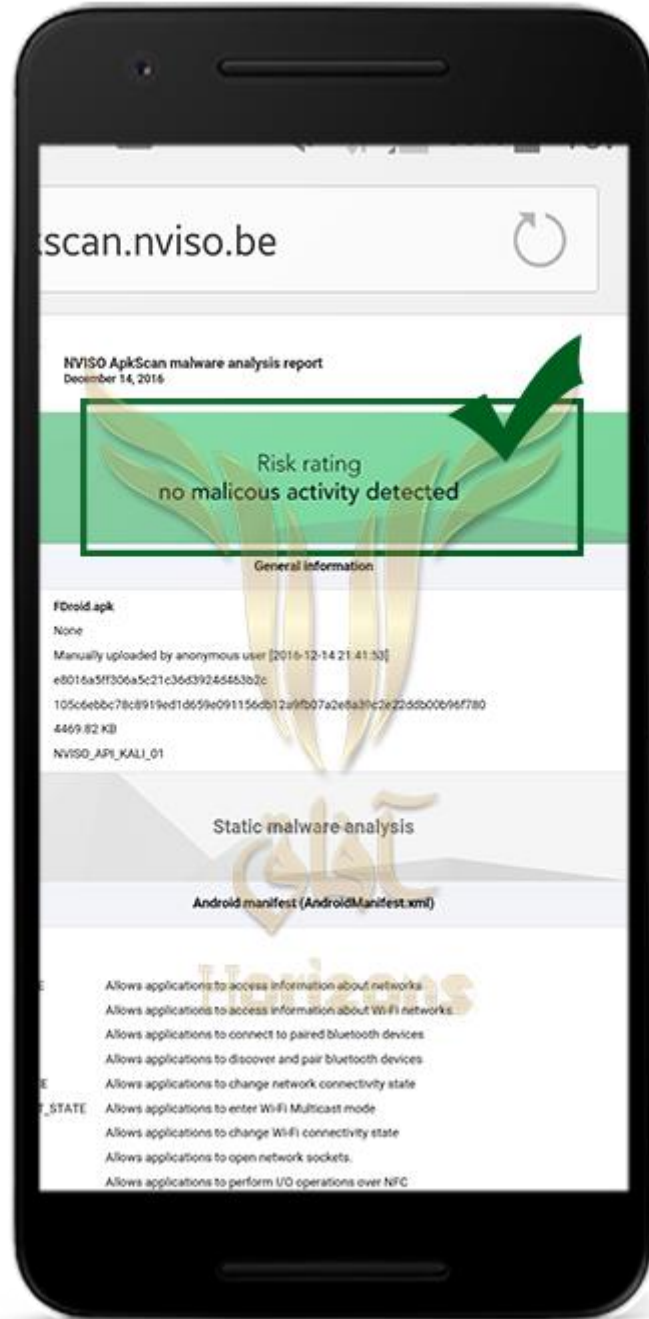 kscan.nviso.be
NVISO ApkScan malware analysis report
December 14, 2016
Risk rating
no malicous activity detected
General information
FDroid.apk
None
Manually uploaded by anonymous user [2016-12-14 21:41:53]
e8016a5ff306a5c21c36d3924d463b2c
105c6ebbc78c8919ed1d659e091156db12a9fb07a2e8a39c2e22ddb00b96f780
4469.82 KB
NVISO_API_KALI_01
Static malware analysis
آفاق
Android manifest (AndroidManifest.xml)
Horizons
E Allows applications to access information about networks
Allows applications to access information about Wi-Fi networks
Allows applications to connect to paired bluetooth devices
Allows applications to discover and pair bluetooth devices
E Allows applications to change network connectivity state
T_STATE Allows applications to enter Wi-Fi Multicast mode
Allows applications to change Wi-Fi connectivity state
Allows applications to open network sockets.
Allows applications to perform I/O operations over NFC